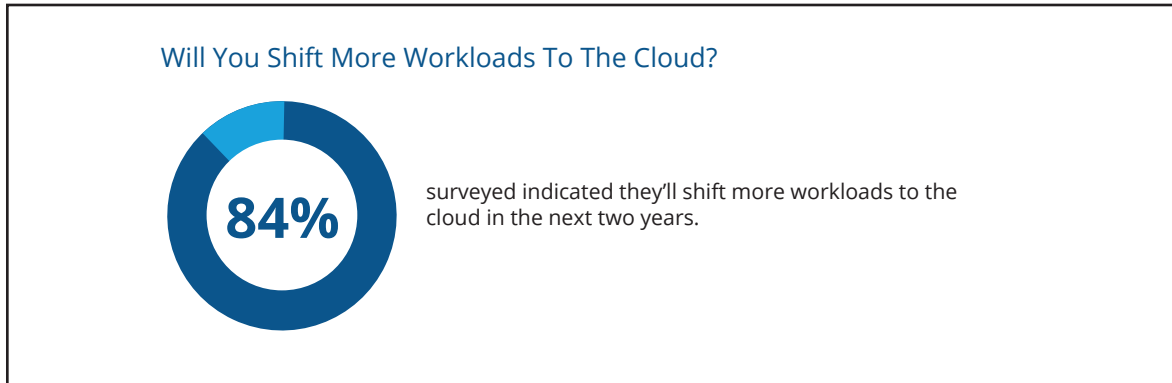 Will You Shift More Workloads To The Cloud?
84%
surveyed indicated they’ll shift more workloads to the
cloud in the next two years.